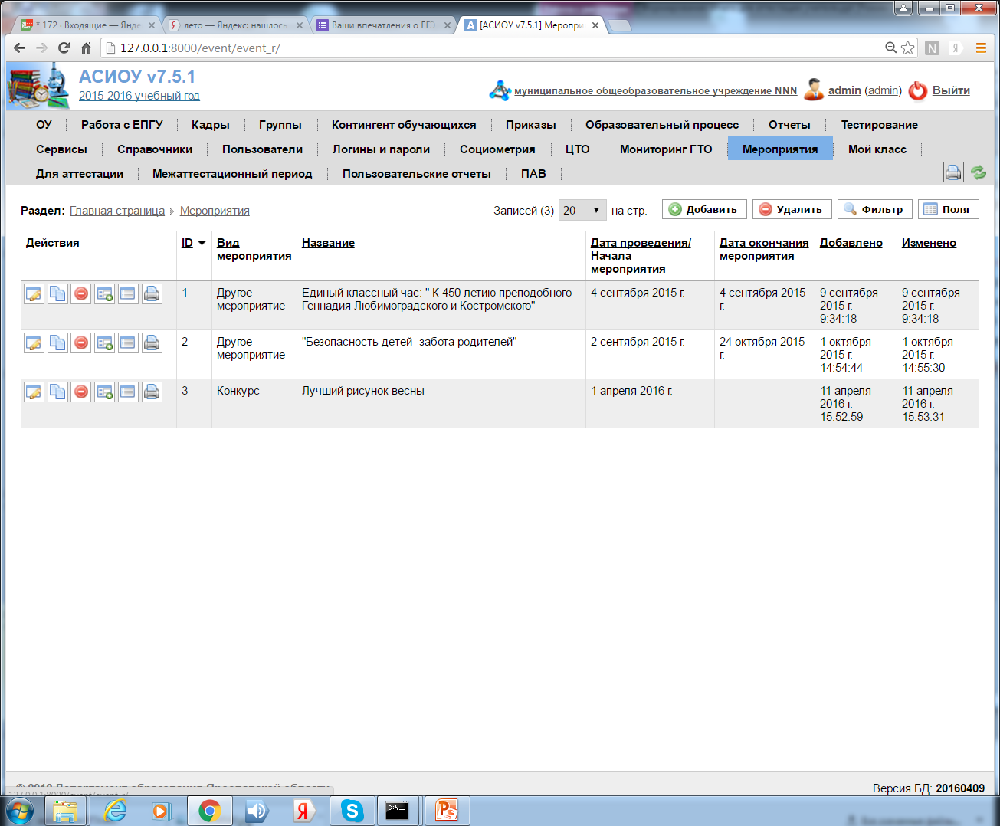 * 172 · Входящие — Янде
лето — Яндекс: нашлось
Ваши впечатления о ЕГЭ
[АСИОУ v7.5.1] Меропри
127.0.0.1:8000/event/event_r/
АСИОУ v7.5.1
2015-2016 учебный год
муниципальное общеобразовательное учреждение NNN
admin (admin)
Выйти
ОУ
Работа с ЕПГУ
Кадры
Группы
Контингент обучающихся
Приказы
Образовательный процесс
Отчеты
Тестирование
Сервисы
Справочники
Пользователи
Логины и пароли
Социометрия
ЦТО
Мониторинг ГТО
Мероприятия
Мой класс
Для аттестации
Межаттестационный период
Пользовательские отчеты
ПАВ
Раздел: Главная страница Мероприятия
Записей (3) 20 на стр.
Добавить
Удалить
Фильтр
Поля
Действия
ID
Вид
мероприятия
Название
Дата проведения/
Начала
мероприятия
Дата окончания
мероприятия
Добавлено
Изменено
1
Другое
мероприятие
Единый классный час: " К 450 летию преподобного
Геннадия Любимоградского и Костромского"
4 сентября 2015 г.
4 сентября 2015
г.
9 сентября
2015 г.
9:34:18
9 сентября
2015 г.
9:34:18
2
Другое
мероприятие
"Безопасность детей- забота родителей"
2 сентября 2015 г.
24 октября 2015
г.
1 октября
2015 г.
14:54:44
1 октября
2015 г.
14:55:30
3
Конкурс
Лучший рисунок весны
1 апреля 2016 г.
-
11 апреля
2016 г.
15:52:59
11 апреля
2016 г.
15:53:31
Версия БД: 20160409
127.0.0.1:8000/event/event_r/